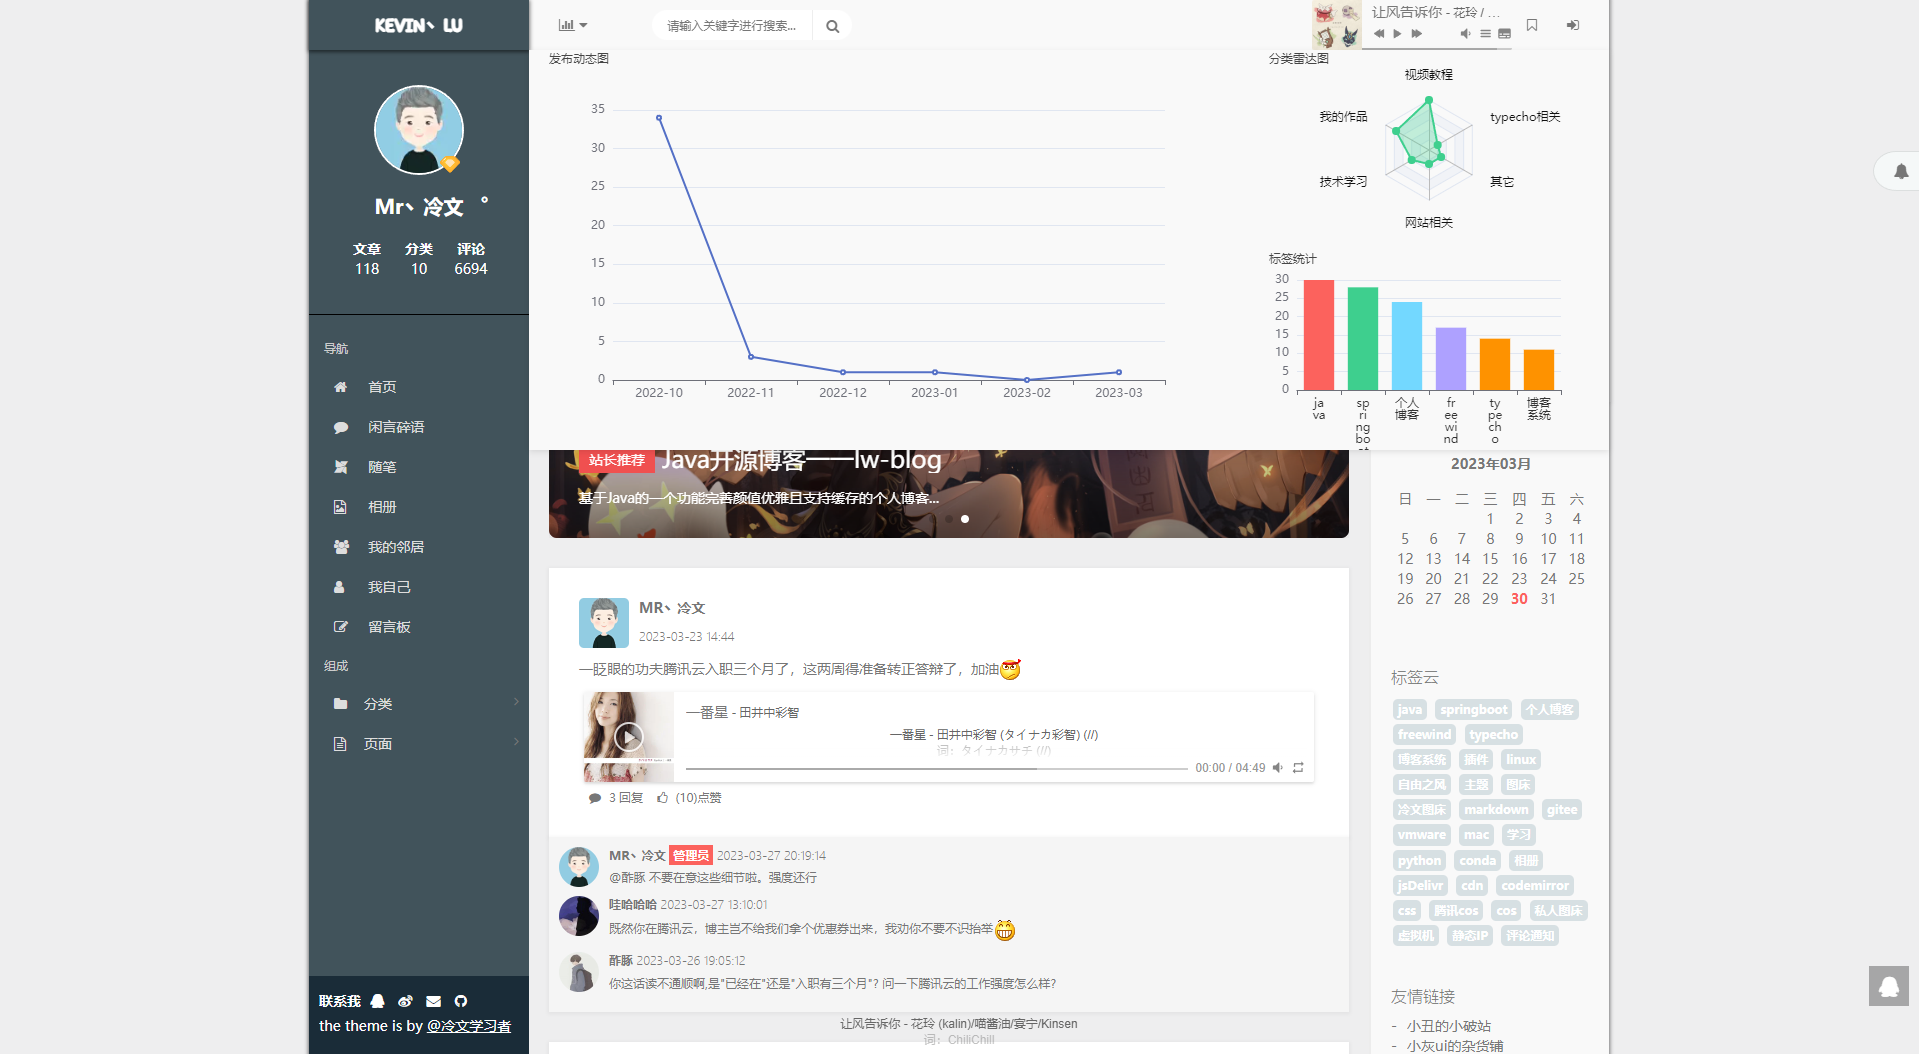 KEVIN丶 LU
Mr丶冷文 °
文章 分类 评论
118 10 6694
导航
首页
闲言碎语
随笔
相册
我的邻居
我自己
留言板
组成
分类
页面
联系我
the theme is by @冷文学习者
请输入关键字进行搜索...
让风告诉你 - 花玲 / ...
发布动态图
35
30
25
20
15
10
5
0
2022-10 2022-11 2022-12 2023-01 2023-02 2023-03
分类雷达图
视频教程
我的作品 typecho相关
技术学习 其它
网站相关
标签统计
30
25
20
15
10
5
0
ja
va
sp
ri
ng
bo
个人
博客
fr
ee
wi
nd
ty
pe
ch
o
博客
系统
站长推荐 Java开源博客——lw-blog
基于Java的一个功能完善颜值优雅且支持缓存的个人博客...
MR丶冷文
2023-03-23 14:44
一眨眼的功夫腾讯云入职三个月了，这两周得准备转正答辩了，加油
一番星 - 田井中彩智
一番星 - 田井中彩智 (タイナカ彩智) (//)
词：タイナカサチ (//)
00:00 / 04:49
3 回复 (10)点赞
MR丶冷文 管理员 2023-03-27 20:19:14
@酢豚 不要在意这些细节啦。强度还行
哇哈哈哈 2023-03-27 13:10:01
既然你在腾讯云，博主岂不给我们拿个优惠券出来，我劝你不要不识抬举
酢豚 2023-03-26 19:05:12
你这话读不通顺啊,是"已经在"还是"入职有三个月"? 问一下腾讯云的工作强度怎么样?
让风告诉你 - 花玲 (kalin)/喵酱油/宴宁/Kinsen
词：ChiliChill
2023年03月
日 一 二 三 四 五 六
1 2 3 4
5 6 7 8 9 10 11
12 13 14 15 16 17 18
19 20 21 22 23 24 25
26 27 28 29 30 31
标签云
java springboot 个人博客
freewind typecho
博客系统 插件 linux
自由之风 主题 图床
冷文图床 markdown gitee
vmware mac 学习
python conda 相册
jsDelivr cdn codemirror
css 腾讯cos cos 私人图床
虚拟机 静态IP 评论通知
友情链接
- 小丑的小破站
- 小灰ui的杂货铺